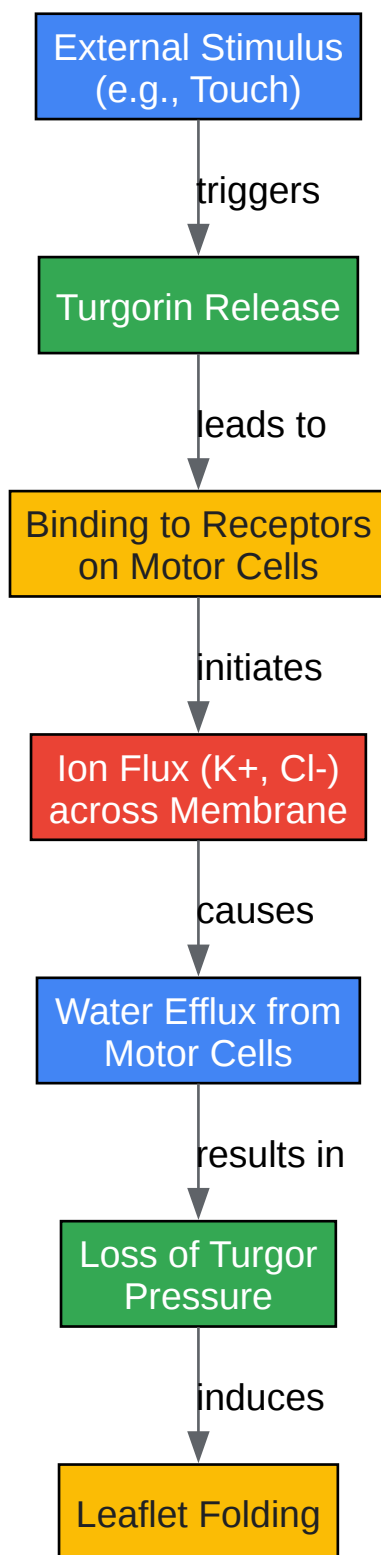 External Stimulus
(e.g., Touch)
triggers
Turgorin Release
leads to
Binding to Receptors
on Motor Cells
initiates
Ion Flux (K+, Cl-)
across Membrane
causes
Water Efflux from
Motor Cells
results in
Loss of Turgor
Pressure
induces
Leaflet Folding